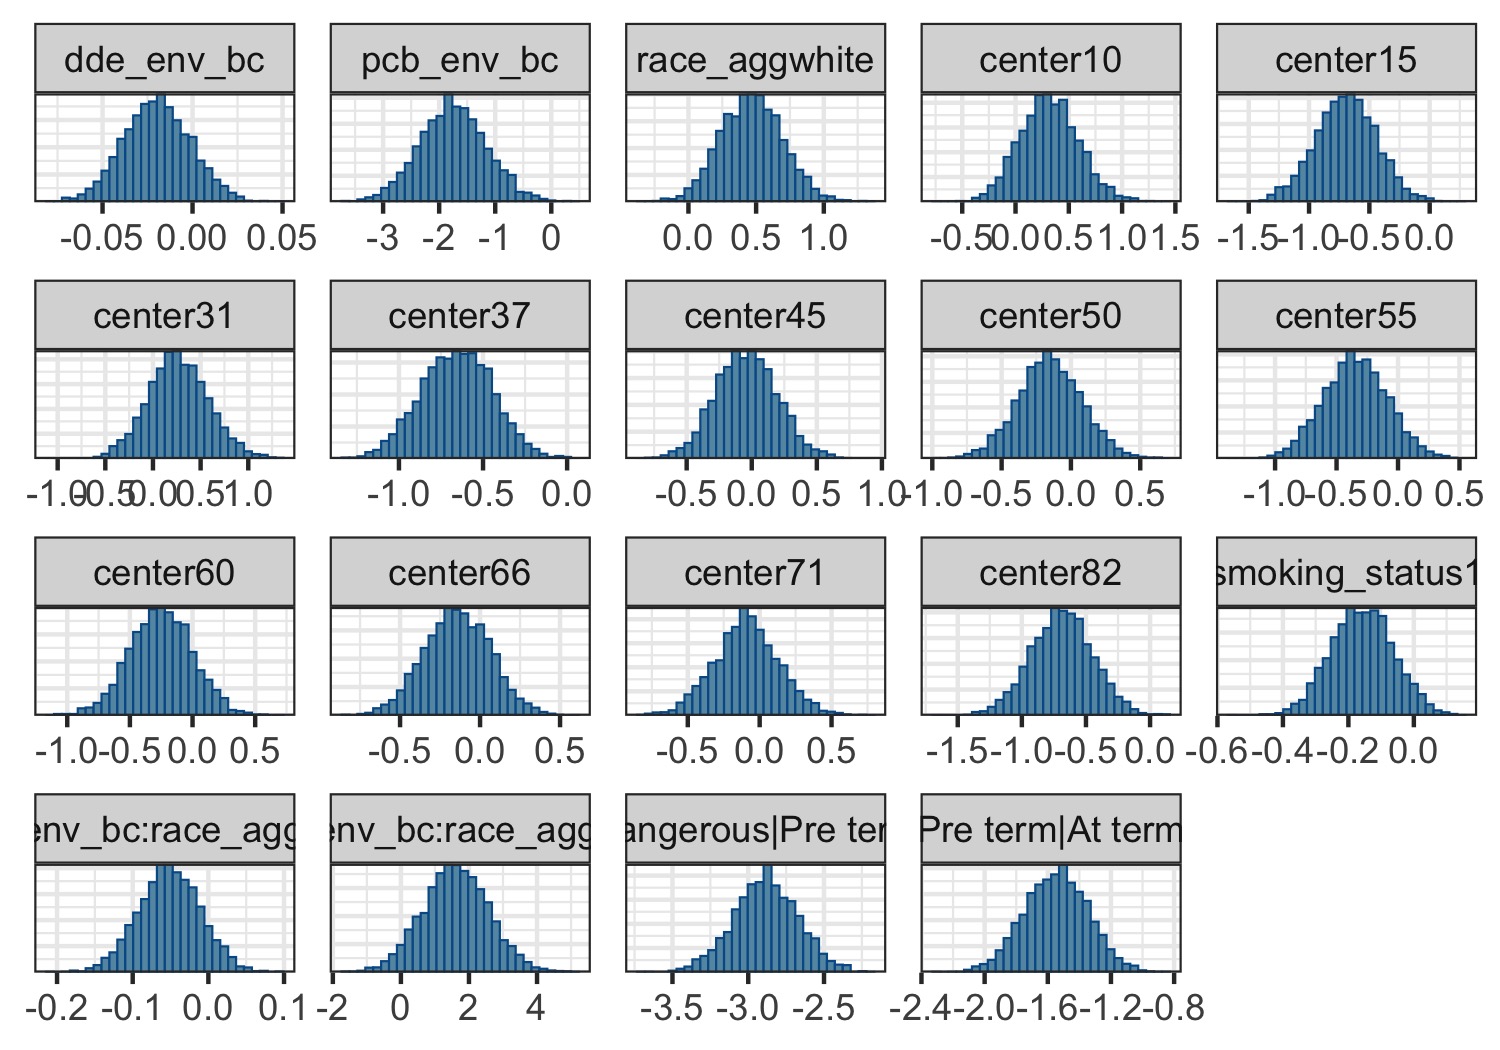 dde_env_bc pcb_env_bc race_aggwhite center10 center15
-0.05 0.00 0.05 -3 -2 -1 0 0.0 0.5 1.0 -0.5 0.0 0.5 1.0 1.5 -1.5 -1.0 -0.5 0.0
center31 center37 center45 center50 center55
-1.0 -0.5 0.0 0.5 1.0 -1.0 -0.5 0.0 -0.5 0.0 0.5 1.0 -1.0 -0.5 0.0 0.5 -1.0 -0.5 0.0 0.5
center60 center66 center71 center82 smoking_status1
-1.0 -0.5 0.0 0.5 -0.5 0.0 0.5 -0.5 0.0 0.5 -1.5 -1.0 -0.5 0.0 -0.6 -0.4 -0.2 0.0
env_bc:race_agg env_bc:race_agg angerous|Pre ter Pre term|At term
-0.2 -0.1 0.0 0.1 -2 0 2 4 -3.5 -3.0 -2.5 -2.4 -2.0 -1.6 -1.2 -0.8